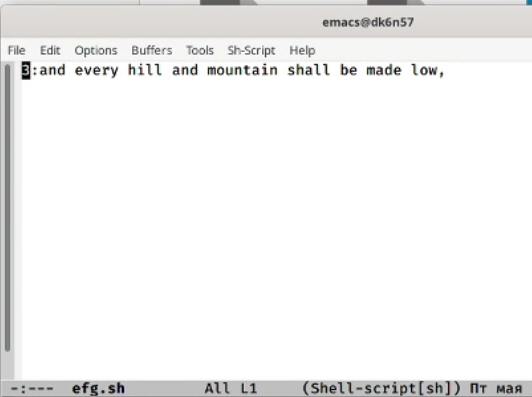 emacs@dk6n57
File Edit Options Buffers Tools Sh-Script Help
3:and every hill and mountain shall be made low,
-:--- efg.sh All L1 (Shell-script[sh]) Пт мая